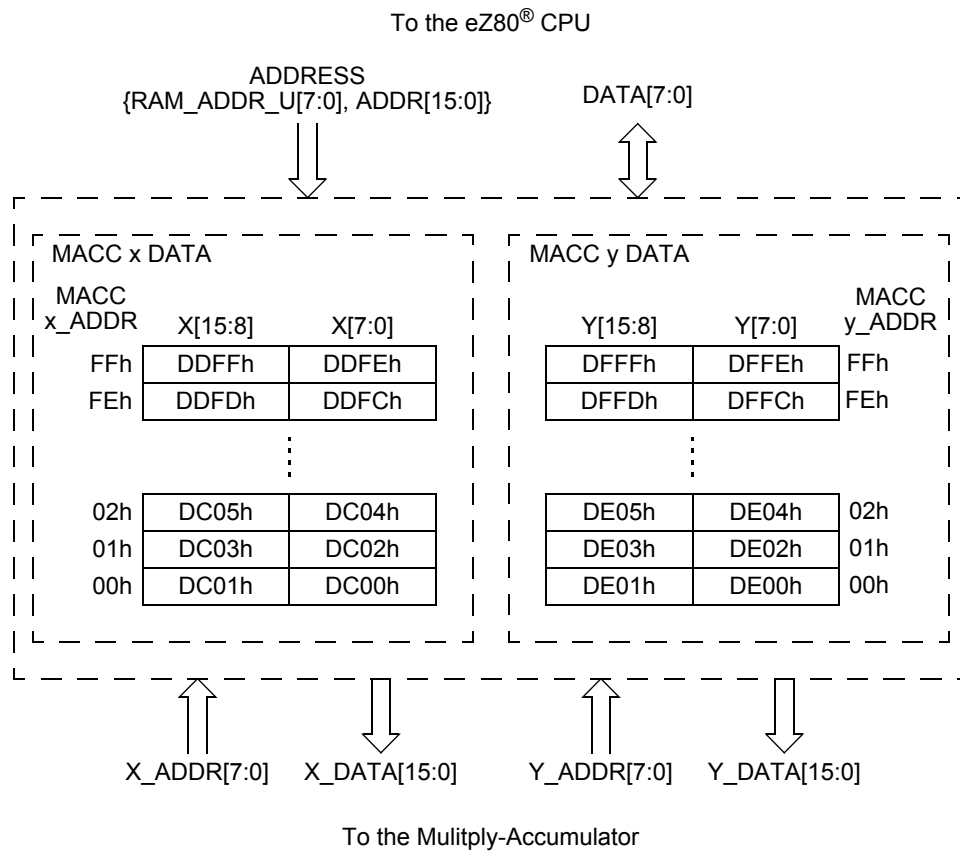 To the eZ80® CPU
ADDRESS
{RAM_ADDR_U[7:0], ADDR[15:0]}
DATA[7:0]
MACC x DATA
MACC
x_ADDR
X[15:8] X[7:0]
FFh DDFFh DDFEh
FEh DDFDh DDFCh
02h DC05h DC04h
01h DC03h DC02h
00h DC01h DC00h
MACC y DATA
MACC
y_ADDR
Y[15:8] Y[7:0]
DFFFh DFFEh FFh
DFFDh DFFCh FEh
DE05h DE04h 02h
DE03h DE02h 01h
DE01h DE00h 00h
X_ADDR[7:0] X_DATA[15:0] Y_ADDR[7:0] Y_DATA[15:0]
To the Mulitply-Accumulator